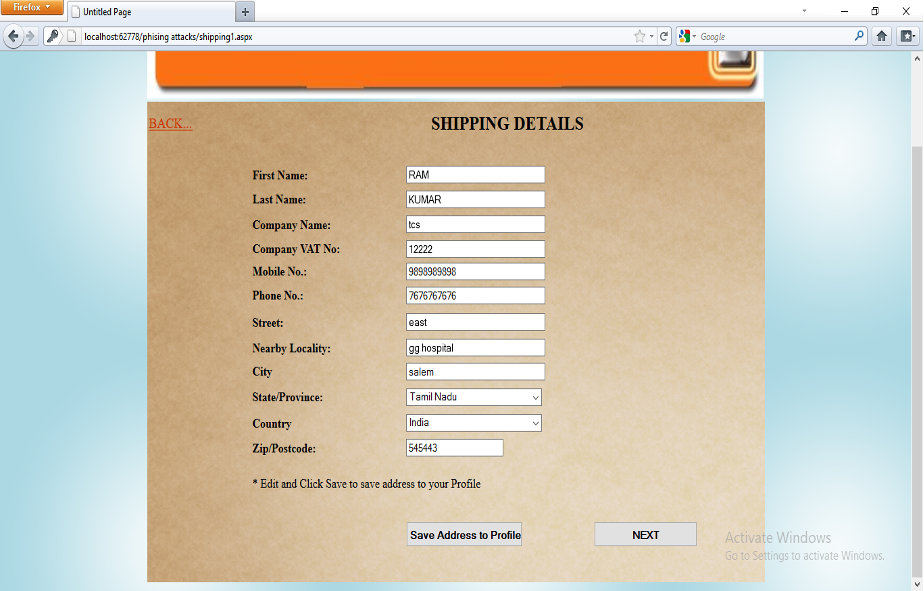 Firefox
Untitled Page
localhost:62778/phising attacks/shipping1.aspx
Google
BACK...
SHIPPING DETAILS
First Name: RAM
Last Name: KUMAR
Company Name: tcs
Company VAT No: 12222
Mobile No.: 9898989898
Phone No.: 7676767676
Street: east
Nearby Locality: gg hospital
City salem
State/Province: Tamil Nadu
Country India
Zip/Postcode: 545443
* Edit and Click Save to save address to your Profile
Save Address to Profile NEXT
Activate Windows
Go to Settings to activate Windows.